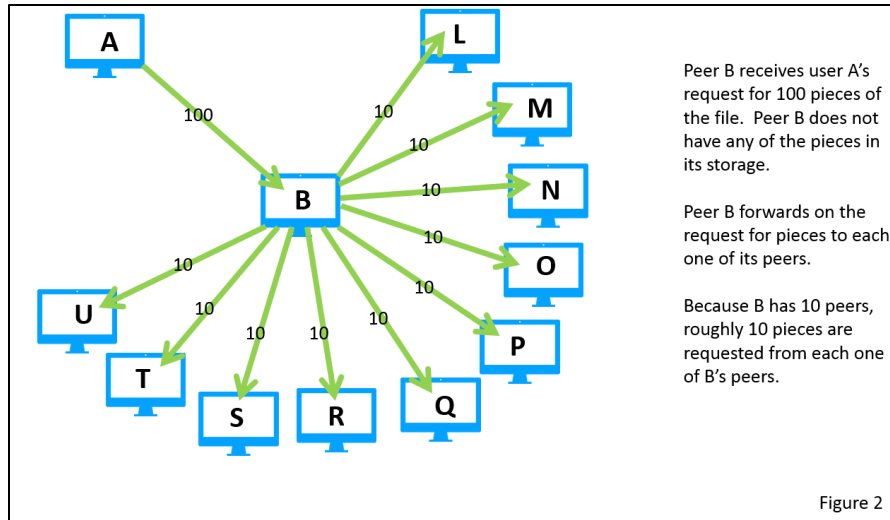 A
L
100
10
M
10
B
10
N
10
O
10
10
P
10
U
10
T
10
S
10
R
10
Q
Peer B receives user A's
request for 100 pieces of
the file. Peer B does not
have any of the pieces in
its storage.
Peer B forwards on the
request for pieces to each
one of its peers.
Because B has 10 peers,
roughly 10 pieces are
requested from each one
of B's peers.
Figure 2